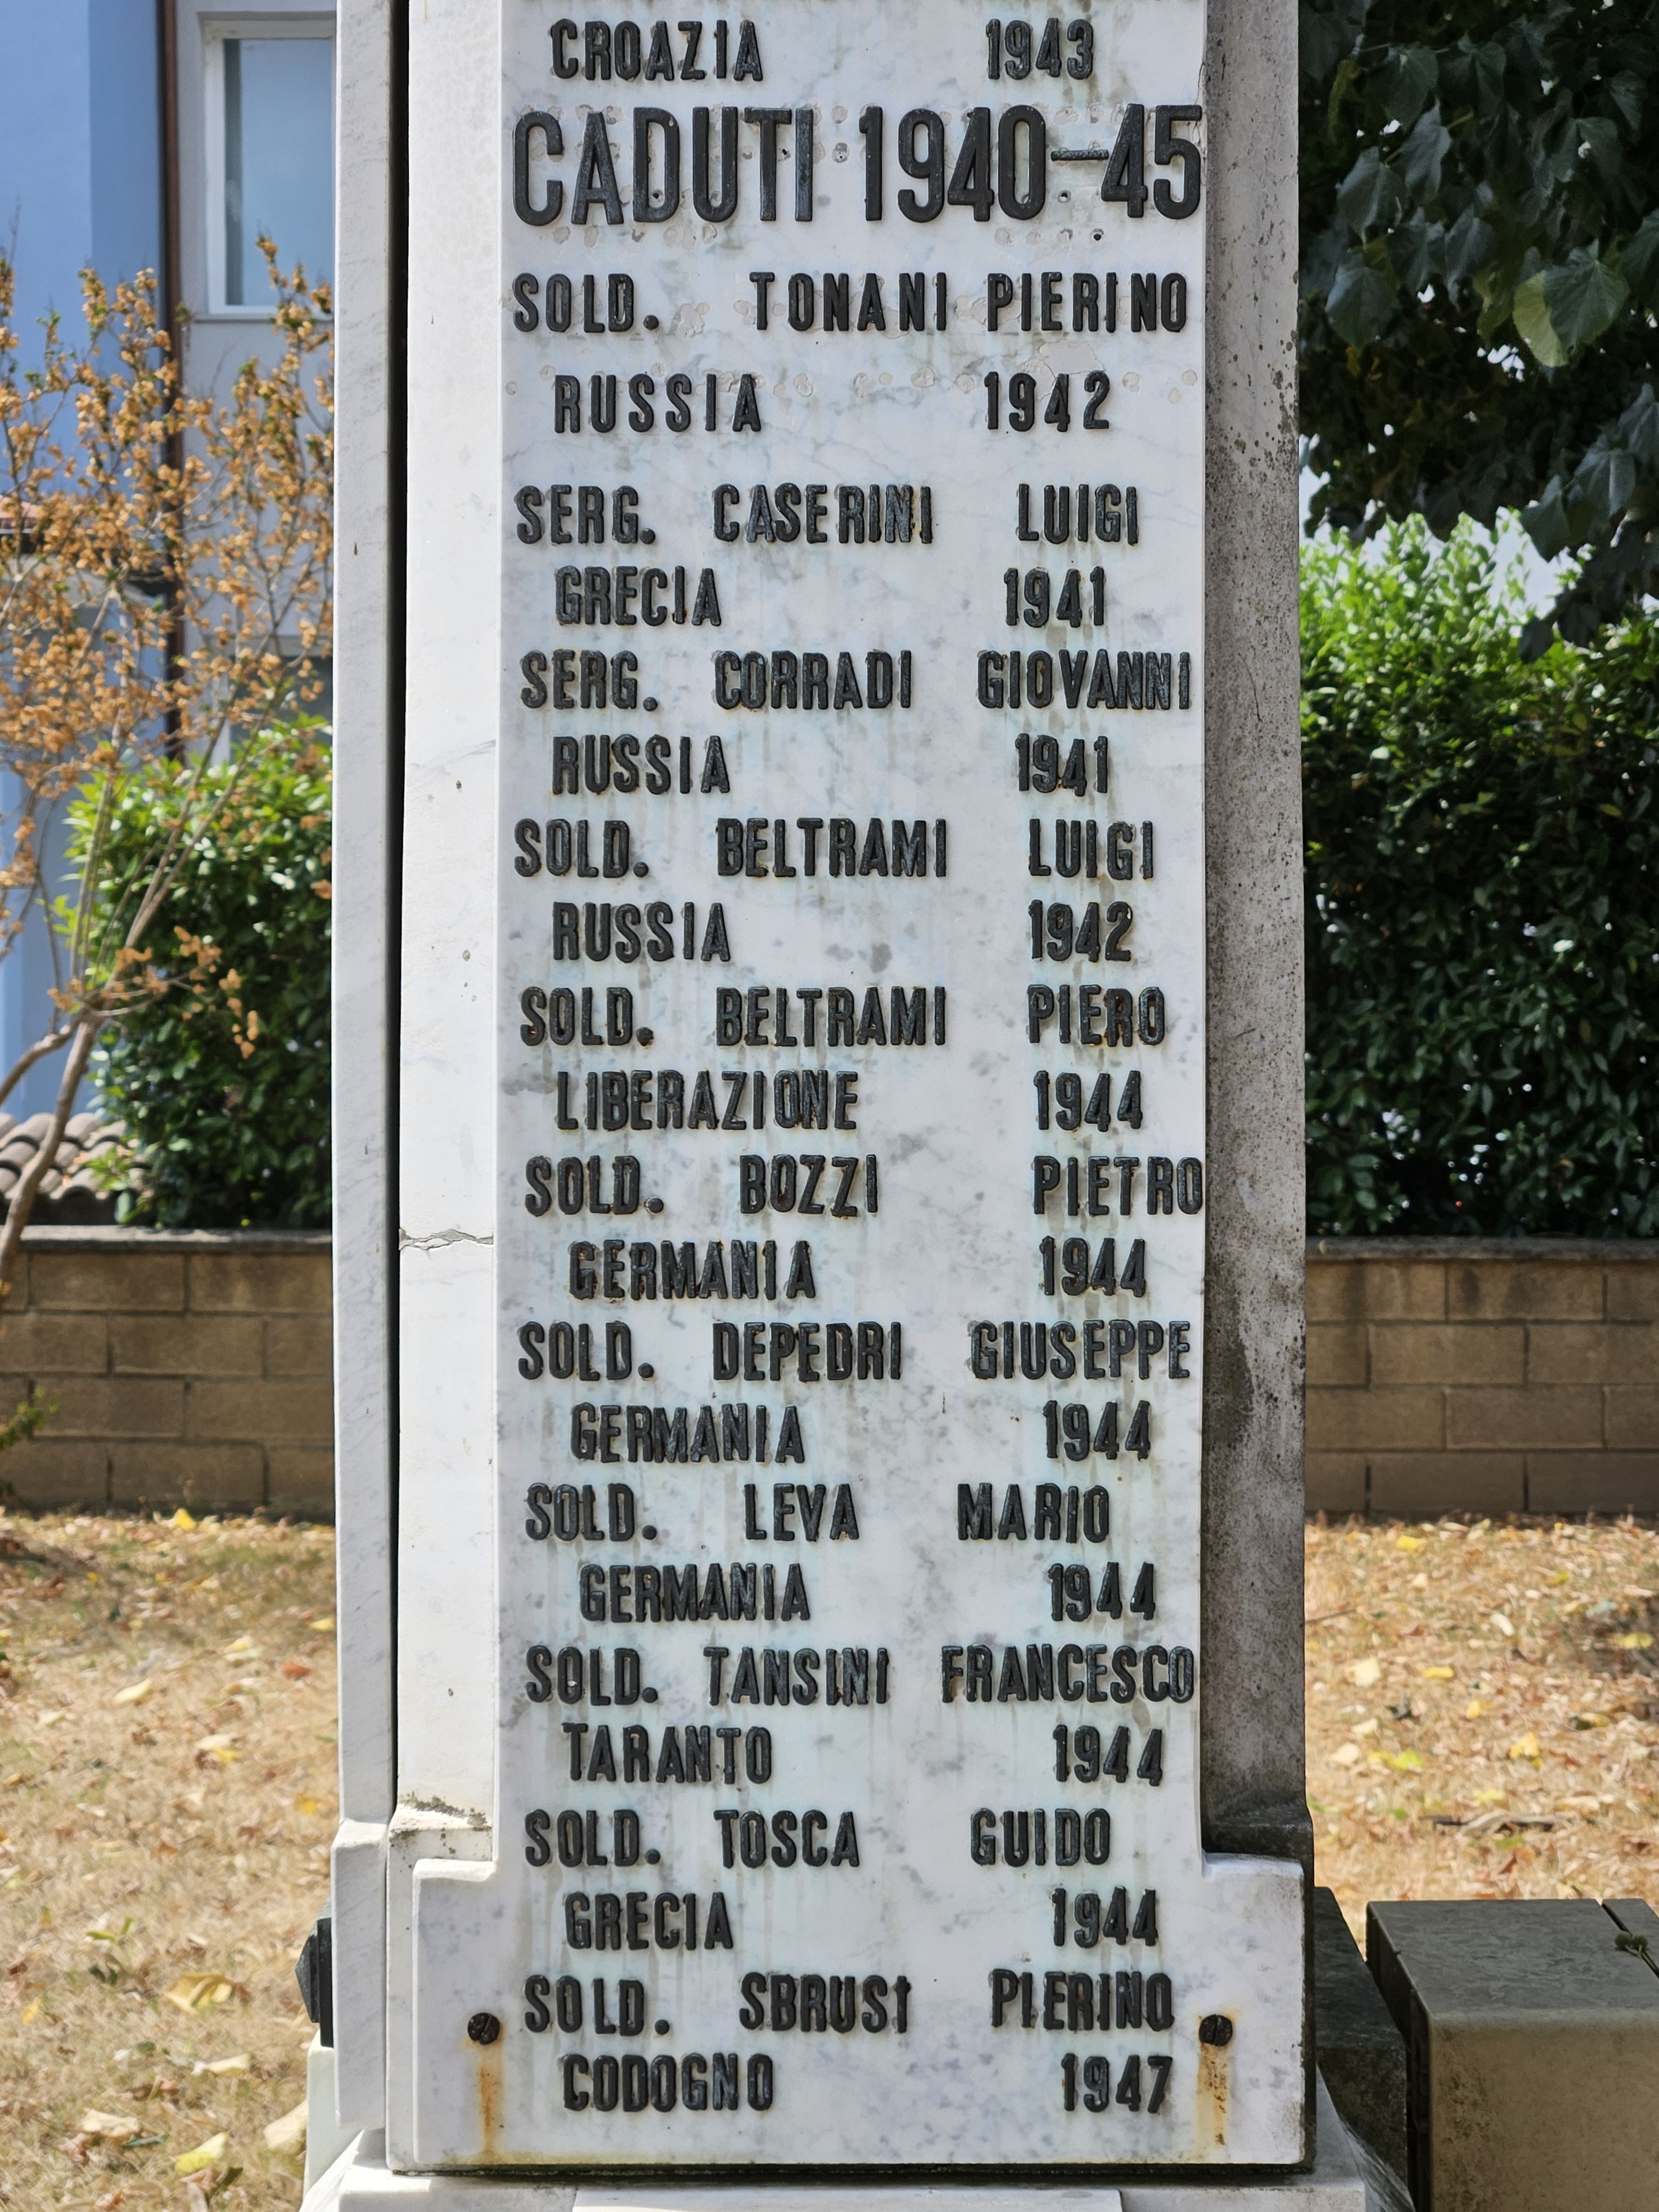 CROAZIA 1943
CADUTI 1940-45
SOLD. TONANI PIERINO
RUSSIA 1942
SERG. CASERINI LUIGI
GRECIA 1941
SERG. CORRADI GIOVANNI
RUSSIA 1941
SOLD. BELTRAMI LUIGI
RUSSIA 1942
SOLD. BELTRAMI PIERO
LIBERAZIONE 1944
SOLD. BOZZI PIETRO
GERMANIA 1944
SOLD. DEPEDRI GIUSEPPE
GERMANIA 1944
SOLD. LEVA MARIO
GERMANIA 1944
SOLD. TANSINI FRANCESCO
TARANTO 1944
SOLD. TOSCA GUIDO
GRECIA 1944
SOLD. SBRUSI PIERINO
CODOGNO 1947